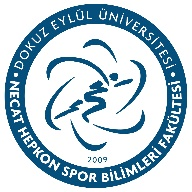 DOKUZ EYLÜL ÜNİVERSİTESİ
NECAT HEPKON SPOR BİLİMLERİ FAKÜLTESİ
2009